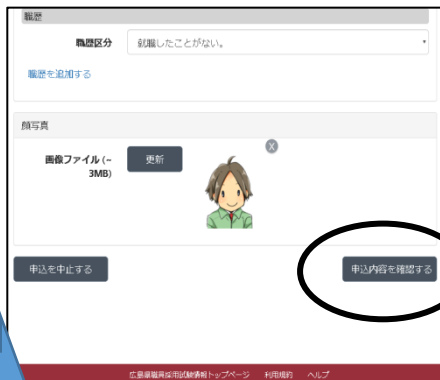 職歴
職歴区分 就職したことがない。
職歴を追加する
顔写真
画像ファイル (~ 更新
3MB)
X
申込を中止する 申込内容を確認する
広島県職員採用試験情報トップページ 利用規約 ヘルプ